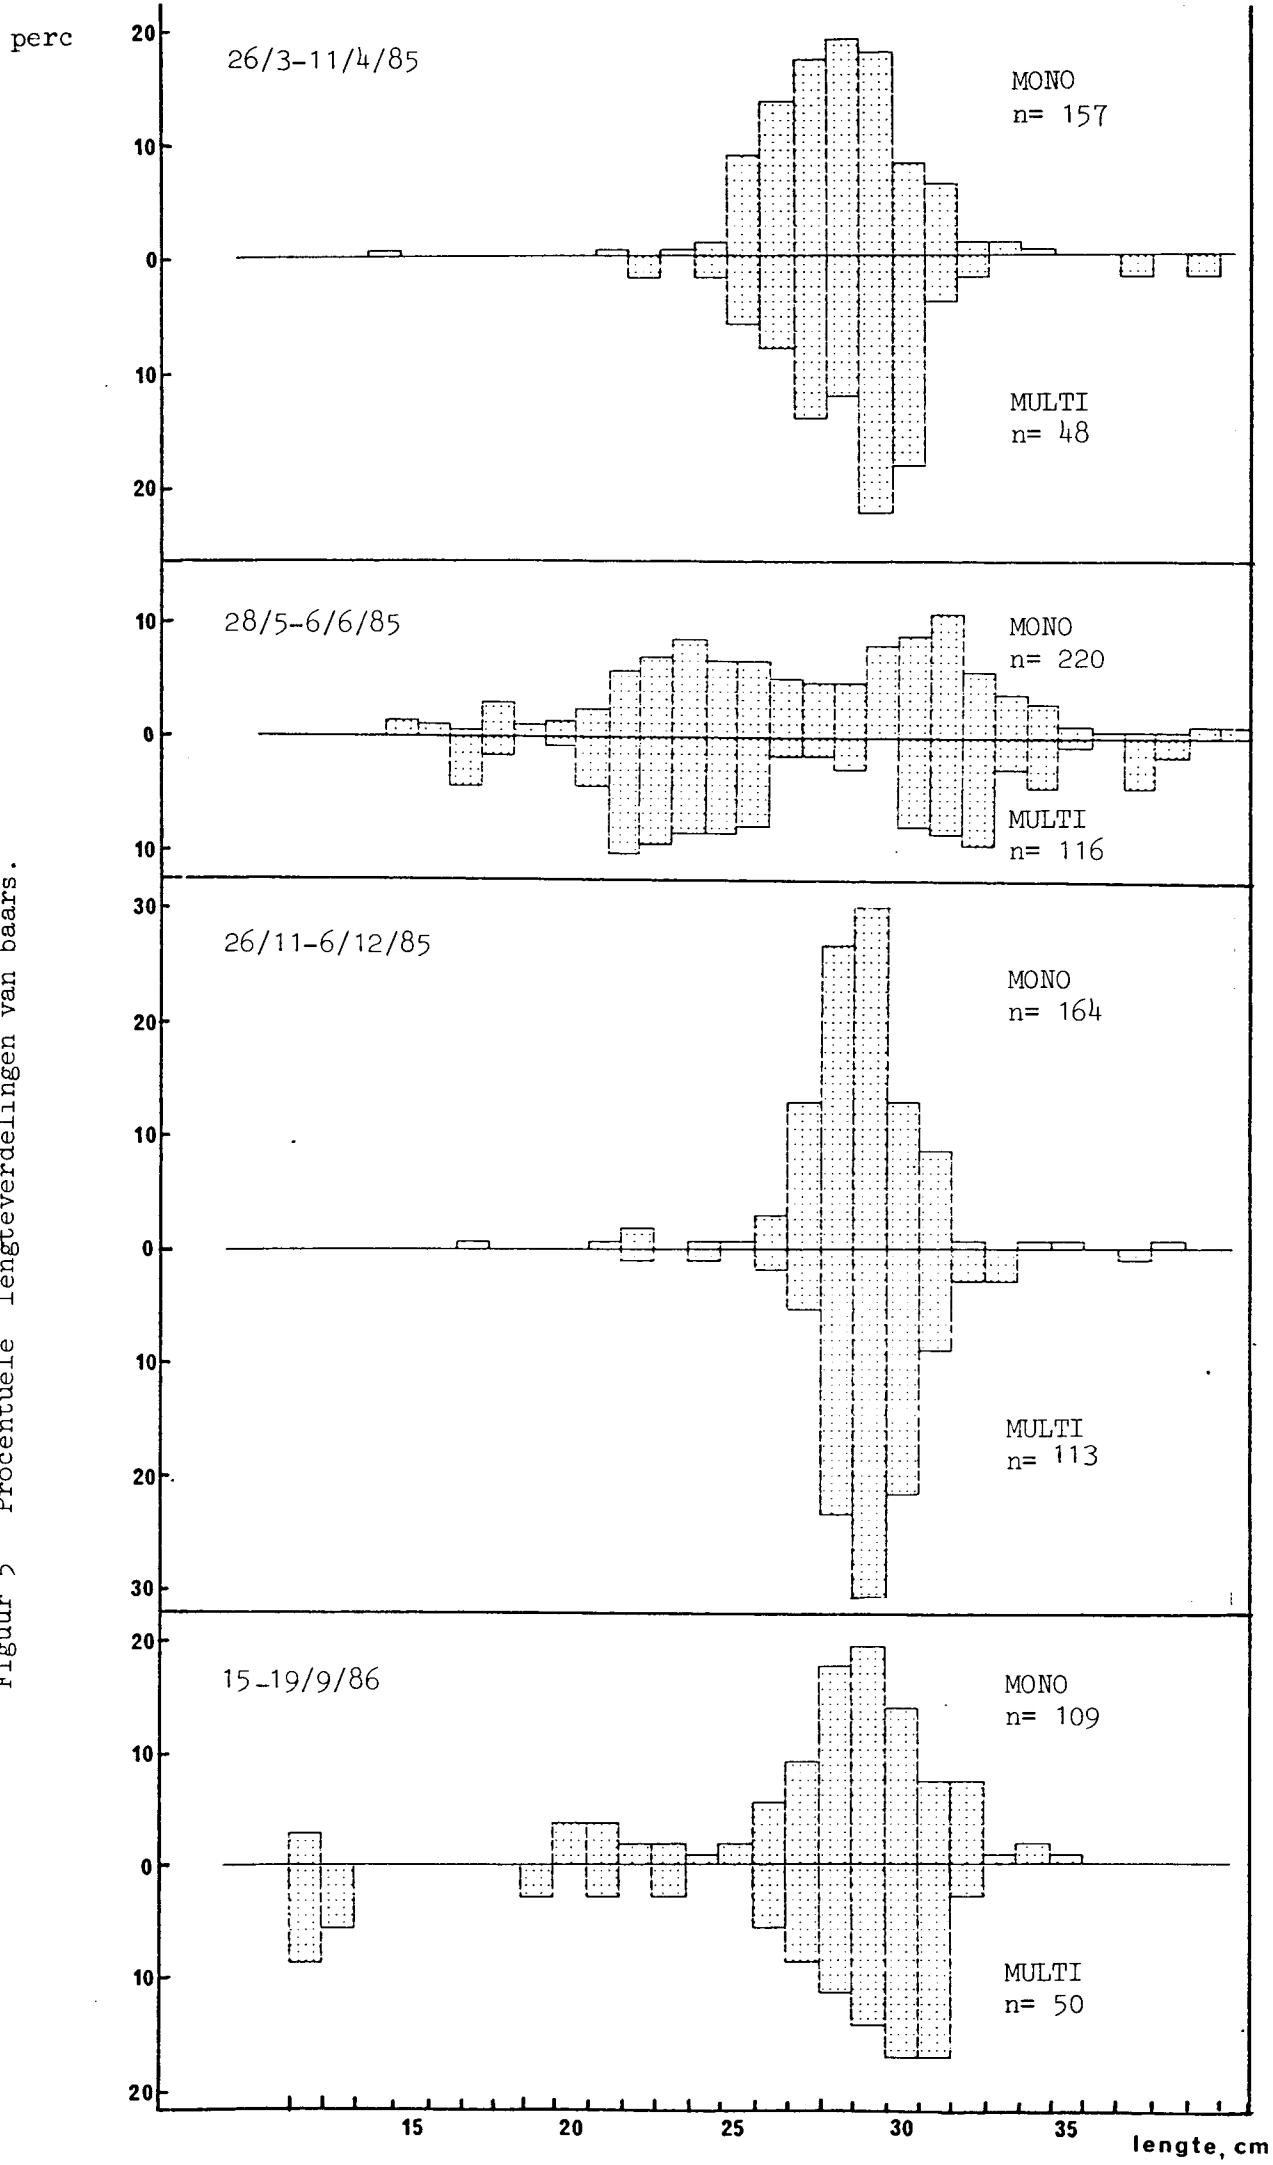 perc
20
10
0
10
20
26/3-11/4/85
MONO
n= 157
MULTI
n= 48
10
0
10
28/5-6/6/85
MONO
n= 220
MULTI
n= 116
30
20
10
0
10
20
30
26/11-6/12/85
MONO
n= 164
MULTI
n= 113
20
10
0
10
20
15-19/9/86
MONO
n= 109
MULTI
n= 50
15 20 25 30 35
lengte, cm
Figuur 5 Procentuele lengteverdelingen van baars.